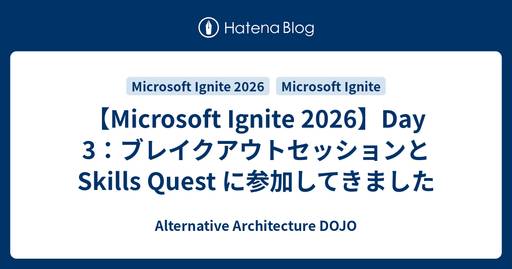 Hatena Blog
Microsoft Ignite 2026 Microsoft Ignite
【Microsoft Ignite 2026】Day
3：ブレイクアウトセッションと
Skills Quest に参加してきました
Alternative Architecture DOJO